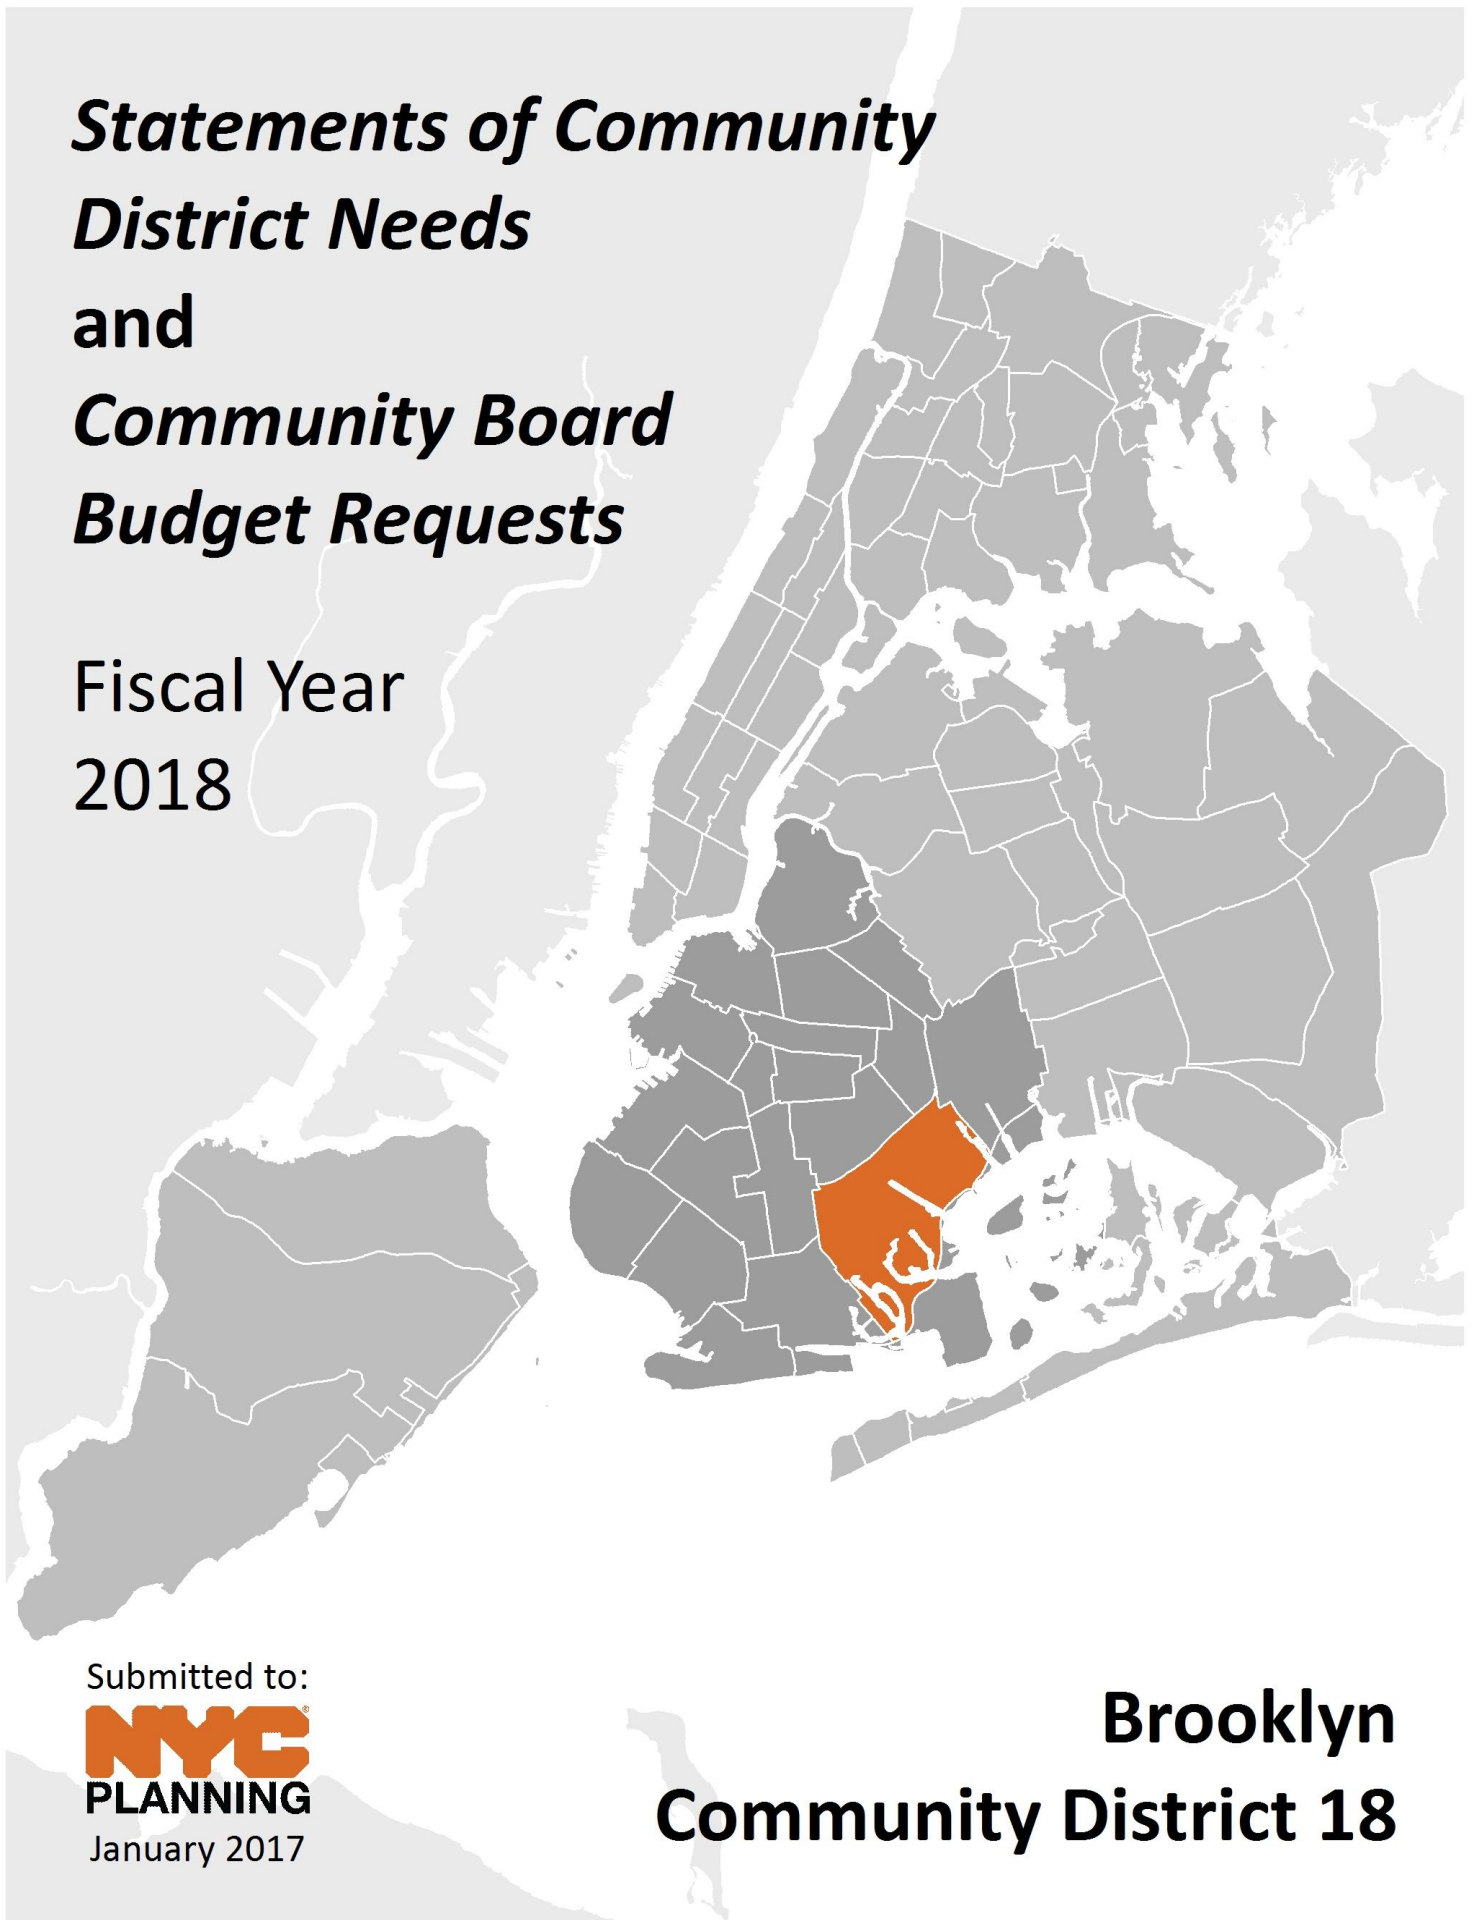 Statements of Community
District Needs
and
Community Board
Budget Requests
Fiscal Year
2018
Submitted to:
NYC®
PLANNING
January 2017
Brooklyn
Community District 18